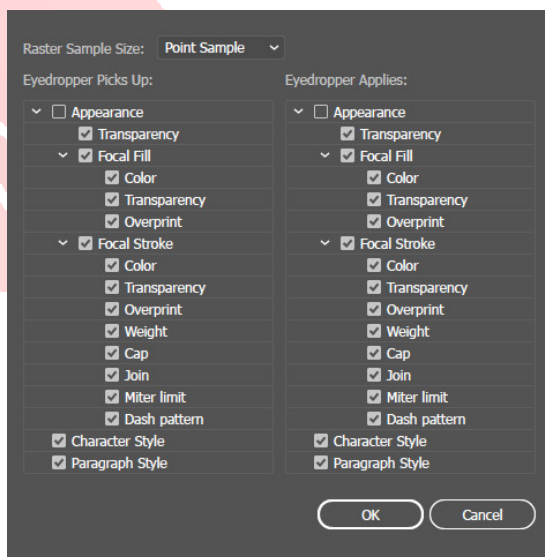 Raster Sample Size: Point Sample
Eyedropper Picks Up:
Appearance
Transparency
Focal Fill
Color
Transparency
Overprint
Focal Stroke
Color
Transparency
Overprint
Weight
Cap
Join
Miter limit
Dash pattern
Character Style
Paragraph Style
Eyedropper Applies:
Appearance
Transparency
Focal Fill
Color
Transparency
Overprint
Focal Stroke
Color
Transparency
Overprint
Weight
Cap
Join
Miter limit
Dash pattern
Character Style
Paragraph Style
OK Cancel